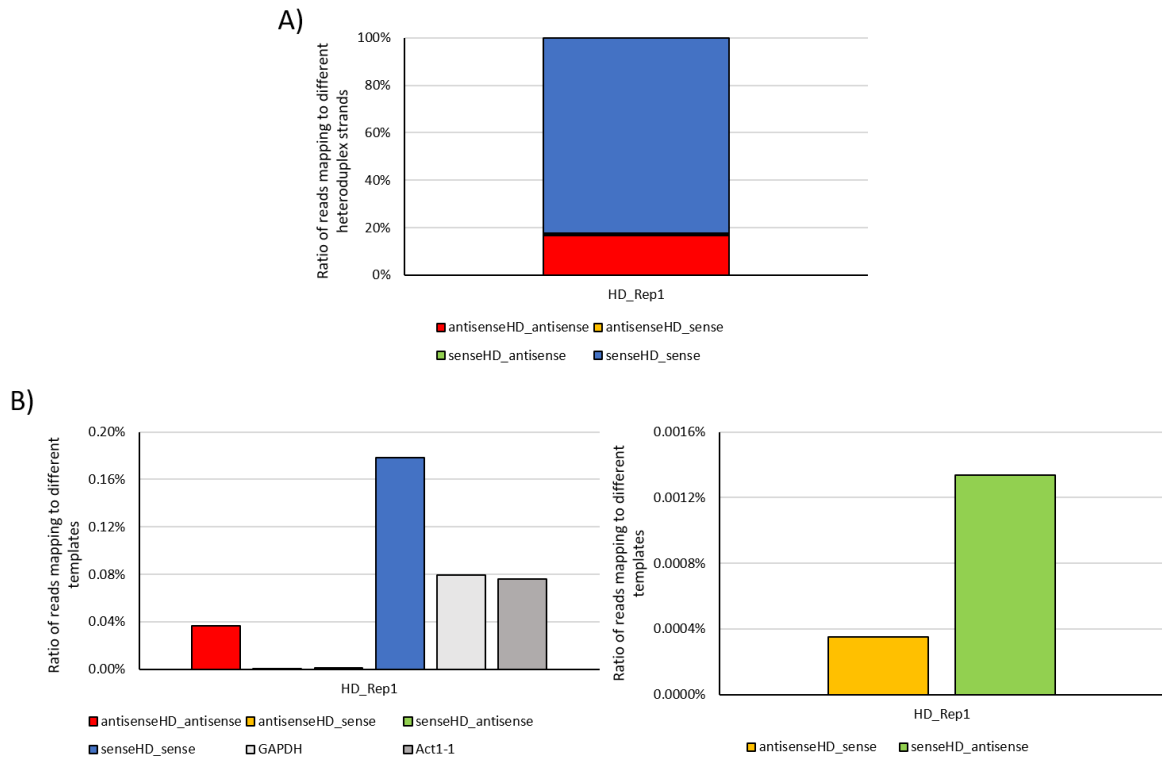 A)
Ratio of reads mapping to different
heteroduplex strands
100%
80%
60%
40%
20%
0%
HD_Rep1
antisenseHD_antisense antisenseHD_sense
senseHD_antisense senseHD_sense
B)
Ratio of reads mapping to different
templates
0.20%
0.16%
0.12%
0.08%
0.04%
0.00%
HD_Rep1
antisenseHD_antisense antisenseHD_sense senseHD_antisense
senseHD_sense GAPDH Act1-1
Ratio of reads mapping to different
templates
0.0016%
0.0012%
0.0008%
0.0004%
0.0000%
HD_Rep1
antisenseHD_sense senseHD_antisense